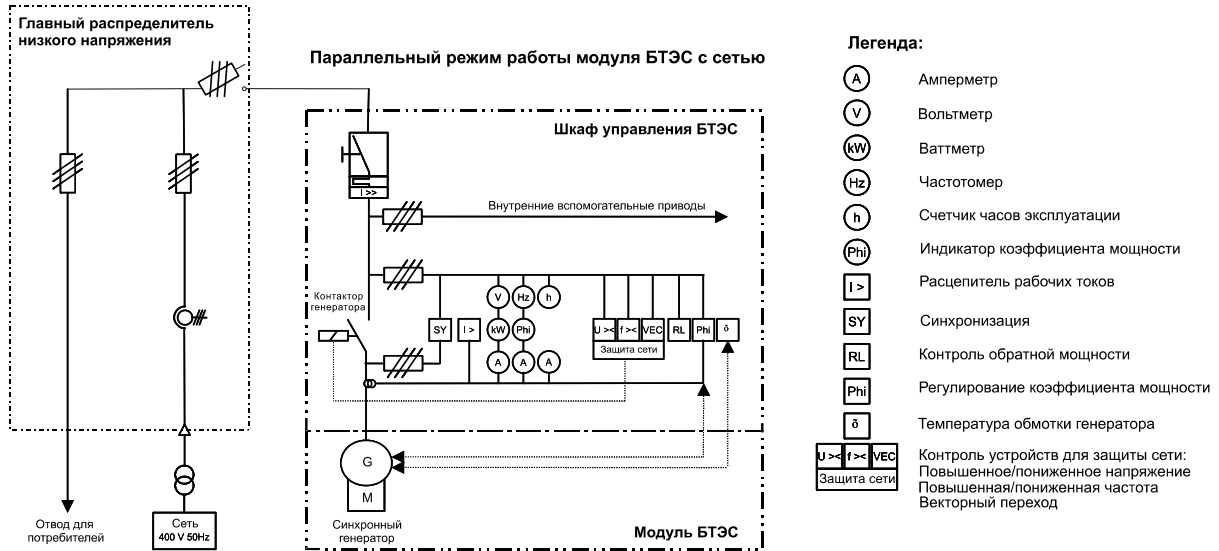 Главный распределитель
низкого напряжения
Параллельный режим работы модуля БТЭС с сетью
Шкаф управления БТЭС
I >>
Внутренние вспомогательные приводы
Контактор
генератора
V
Hz
h
SY
I >
kW
Phi
U ><
f ><
VEC
RL
Phi
õ
Защита сети
A
A
A
G
M
Синхронный
генератор
Модуль БТЭС
Отвод для
потребителей
Сеть
400 V 50Hz
Легенда:
A Амперметр
V Вольтметр
kW Ваттметр
Hz Частотомер
h Счетчик часов эксплуатации
Phi Индикатор коэффициента мощности
I > Расцепитель рабочих токов
SY Синхронизация
RL Контроль обратной мощности
Phi Регулирование коэффициента мощности
õ Температура обмотки генератора
U >< f >< VEC Контроль устройств для защиты сети:
Защита сети Повышенное/пониженное напряжение
Повышенная/пониженная частота
Векторный переход